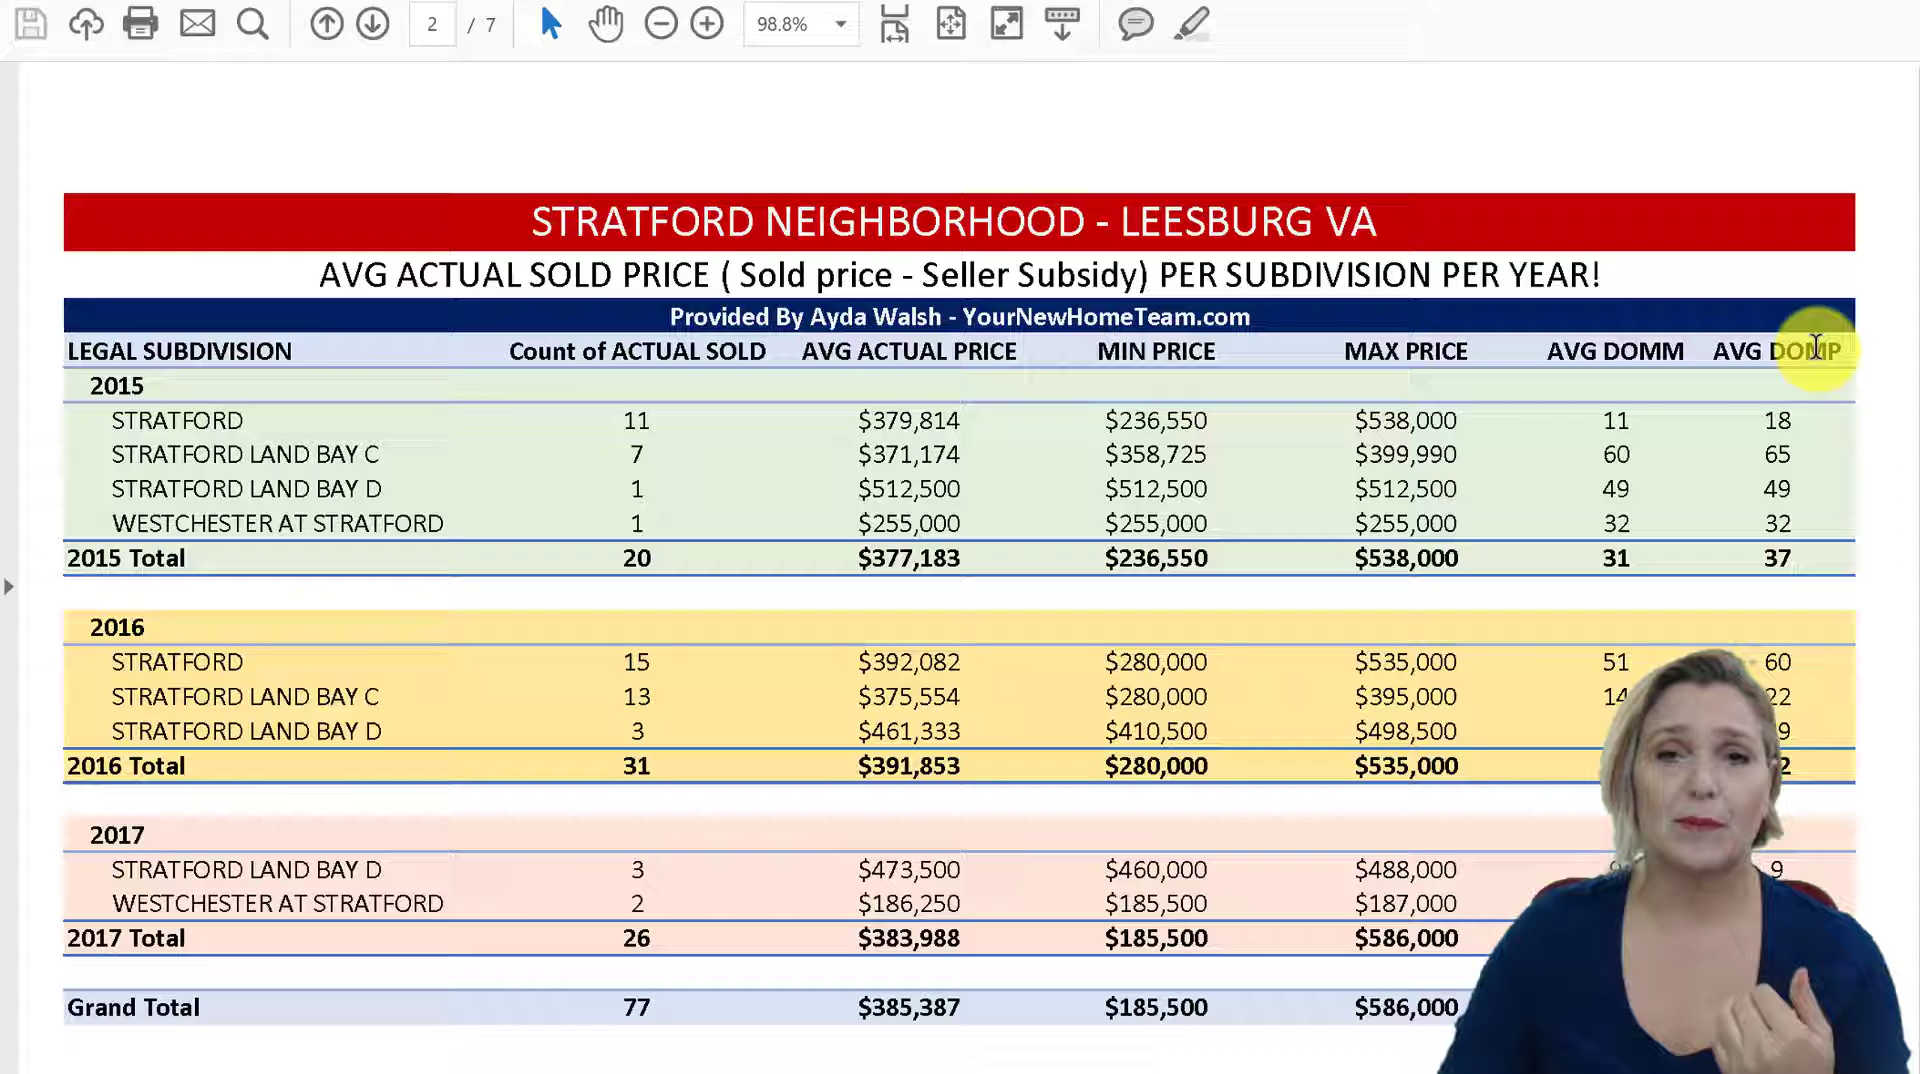 2 / 7 98.8%
STRATFORD NEIGHBORHOOD - LEESBURG VA
AVG ACTUAL SOLD PRICE ( Sold price - Seller Subsidy) PER SUBDIVISION PER YEAR!
Provided By Ayda Walsh - YourNewHomeTeam.com
LEGAL SUBDIVISION Count of ACTUAL SOLD AVG ACTUAL PRICE MIN PRICE MAX PRICE AVG DOMM AVG DOMP
2015
STRATFORD 11 $379,814 $236,550 $538,000 11 18
STRATFORD LAND BAY C 7 $371,174 $358,725 $399,990 60 65
STRATFORD LAND BAY D 1 $512,500 $512,500 $512,500 49 49
WESTCHESTER AT STRATFORD 1 $255,000 $255,000 $255,000 32 32
2015 Total 20 $377,183 $236,550 $538,000 31 37
2016
STRATFORD 15 $392,082 $280,000 $535,000 51 60
STRATFORD LAND BAY C 13 $375,554 $280,000 $395,000 14 22
STRATFORD LAND BAY D 3 $461,333 $410,500 $498,500
2016 Total 31 $391,853 $280,000 $535,000
2017
STRATFORD LAND BAY D 3 $473,500 $460,000 $488,000 9
WESTCHESTER AT STRATFORD 2 $186,250 $185,500 $187,000
2017 Total 26 $383,988 $185,500 $586,000
Grand Total 77 $385,387 $185,500 $586,000